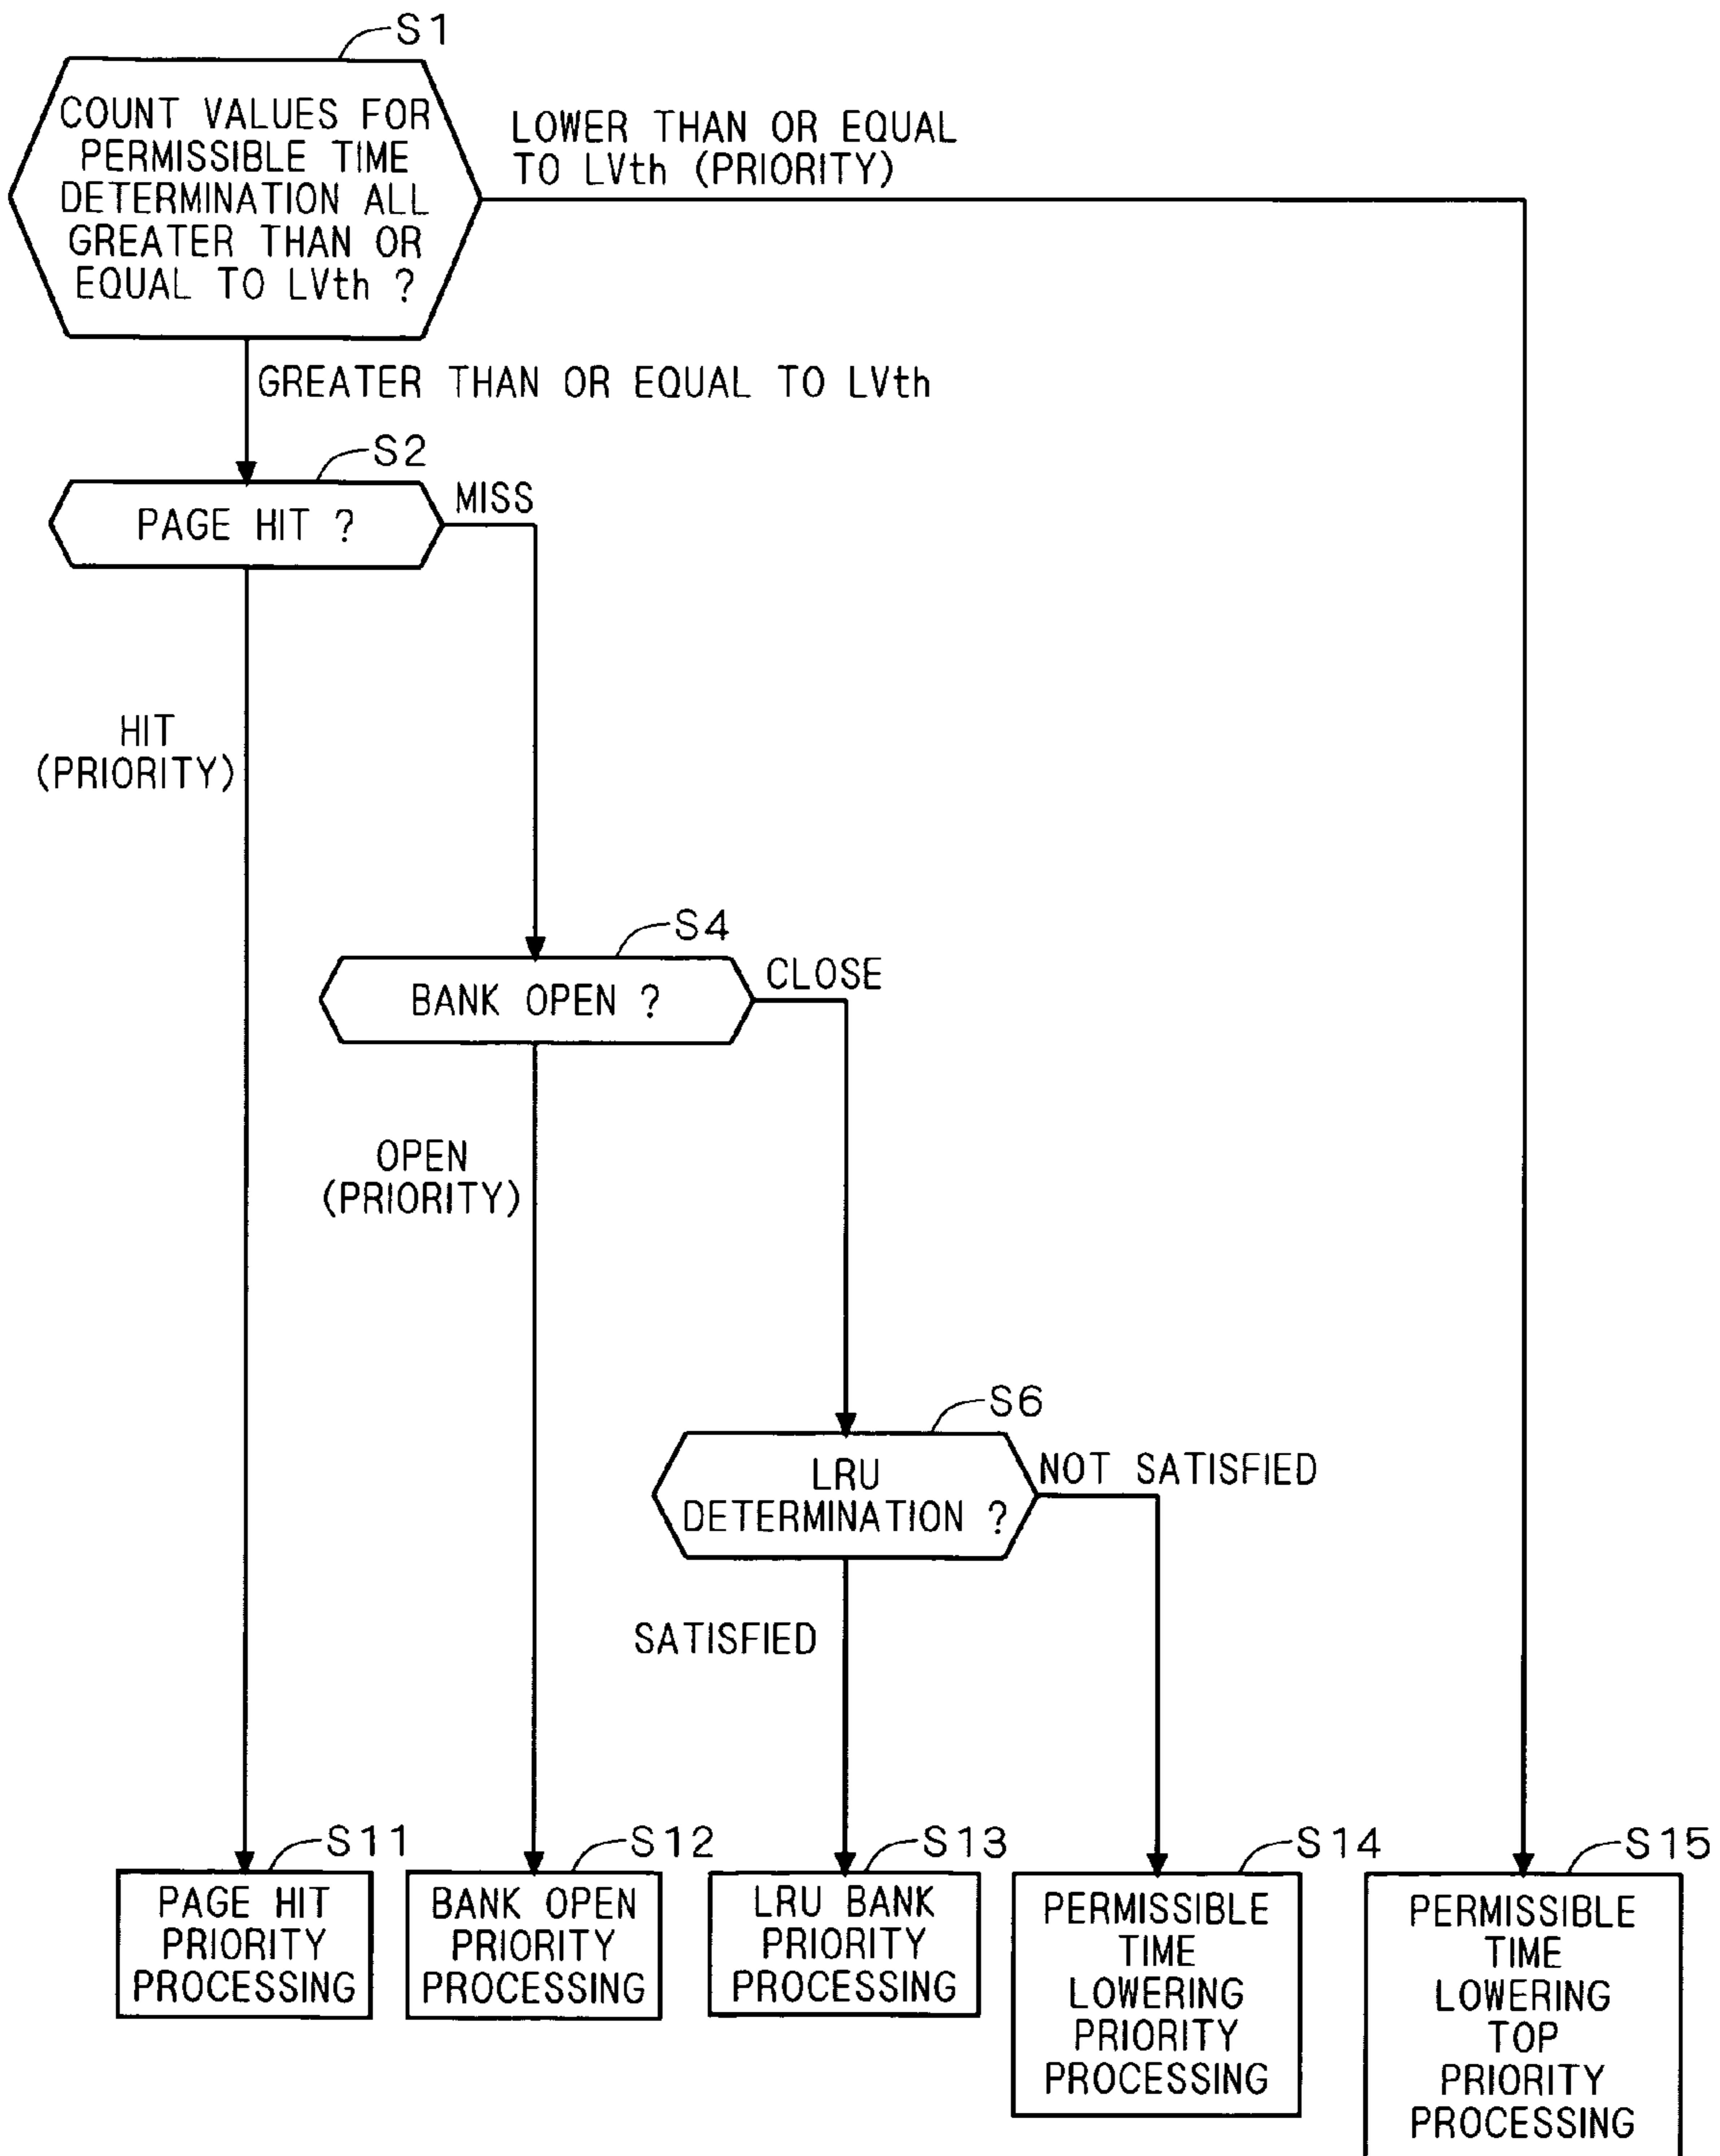 S1
COUNT VALUES FOR
PERMISSIBLE TIME
DETERMINATION ALL
GREATER THAN OR
EQUAL TO LVth ?
LOWER THAN OR EQUAL
TO LVth (PRIORITY)
GREATER THAN OR EQUAL TO LVth
S2
PAGE HIT ?
MISS
HIT
(PRIORITY)
S4
BANK OPEN ?
CLOSE
OPEN
(PRIORITY)
S6
LRU
DETERMINATION ?
NOT SATISFIED
SATISFIED
S11
PAGE HIT
PRIORITY
PROCESSING
S12
BANK OPEN
PRIORITY
PROCESSING
S13
LRU BANK
PRIORITY
PROCESSING
S14
PERMISSIBLE
TIME
LOWERING
PRIORITY
PROCESSING
S15
PERMISSIBLE
TIME
LOWERING
TOP
PRIORITY
PROCESSING